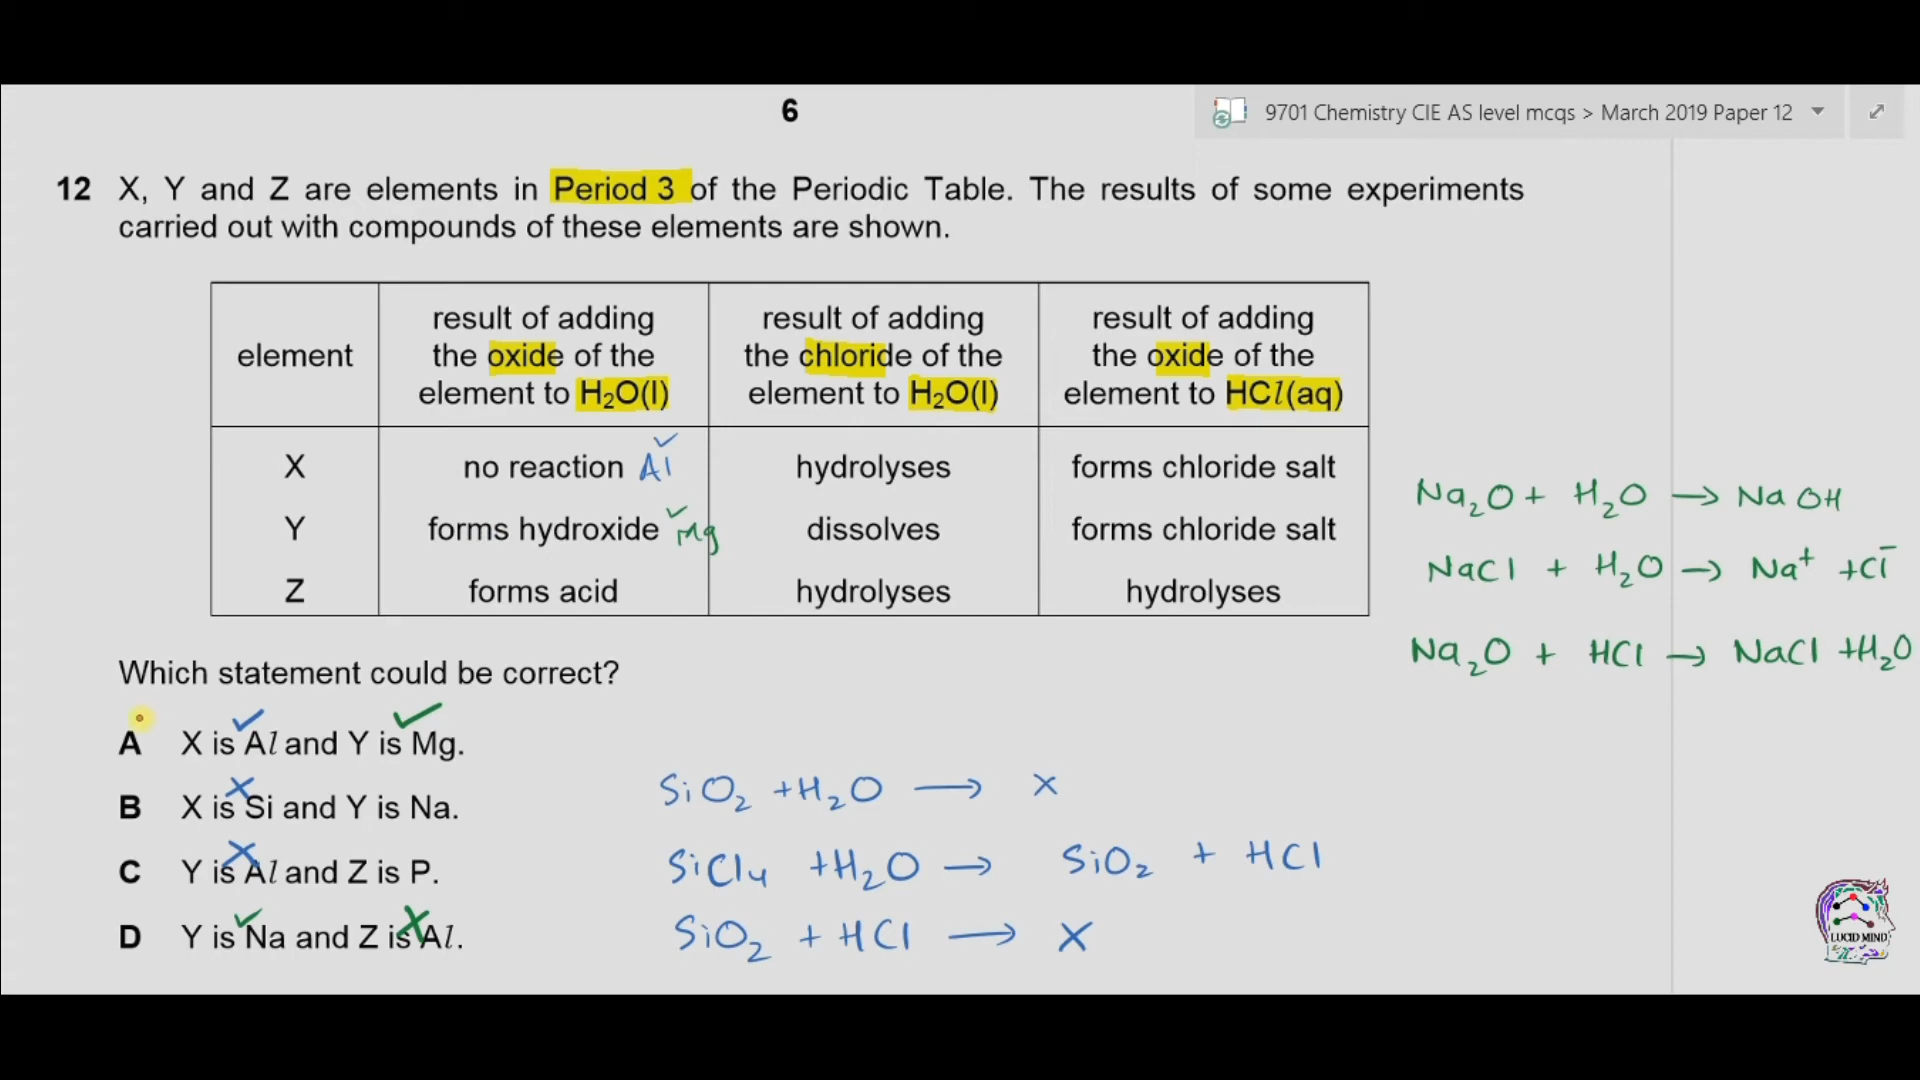 6
9701 Chemistry CIE AS level mcqs > March 2019 Paper 12
12 X, Y and Z are elements in Period 3 of the Periodic Table. The results of some experiments
carried out with compounds of these elements are shown.
element
result of adding
the oxide of the
element to H₂O(l)
result of adding
the chloride of the
element to H₂O(l)
result of adding
the oxide of the
element to HCl(aq)
X no reaction Al ✓ hydrolyses forms chloride salt
Y forms hydroxide Mg ✓ dissolves forms chloride salt
Z forms acid hydrolyses hydrolyses
Na₂O + H₂O → NaOH
NaCl + H₂O → Na⁺ + Cl⁻
Na₂O + HCl → NaCl + H₂O
Which statement could be correct?
A X is Al and Y is Mg.
B X is Si and Y is Na.
C Y is Al and Z is P.
D Y is Na and Z is Al.
SiO₂ + H₂O → x
SiCl₄ + H₂O → SiO₂ + HCl
SiO₂ + HCl → X
LUCID MIND